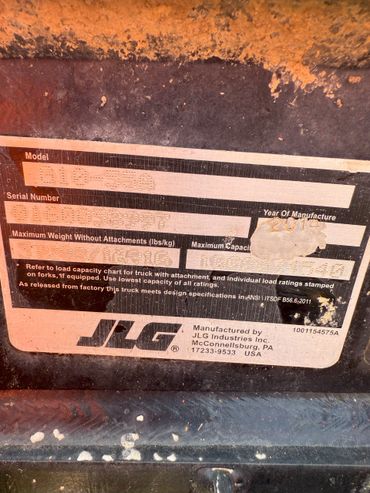 Model
Serial Number
Year of Manufacture
Maximum Weight Without Attachments (lbs/kg)
Maximum Capacity
Refer to load capacity chart for truck with attachment, and individual load ratings stamped
on forks, if equipped. Use lowest capacity of all ratings.
As released from factory this truck meets design specifications in ANSI \ ITSDF B56.6-2011
JLG ®
Manufactured by
JLG Industries Inc.
McConnellsburg, PA
17233-9533 USA
1001154575A